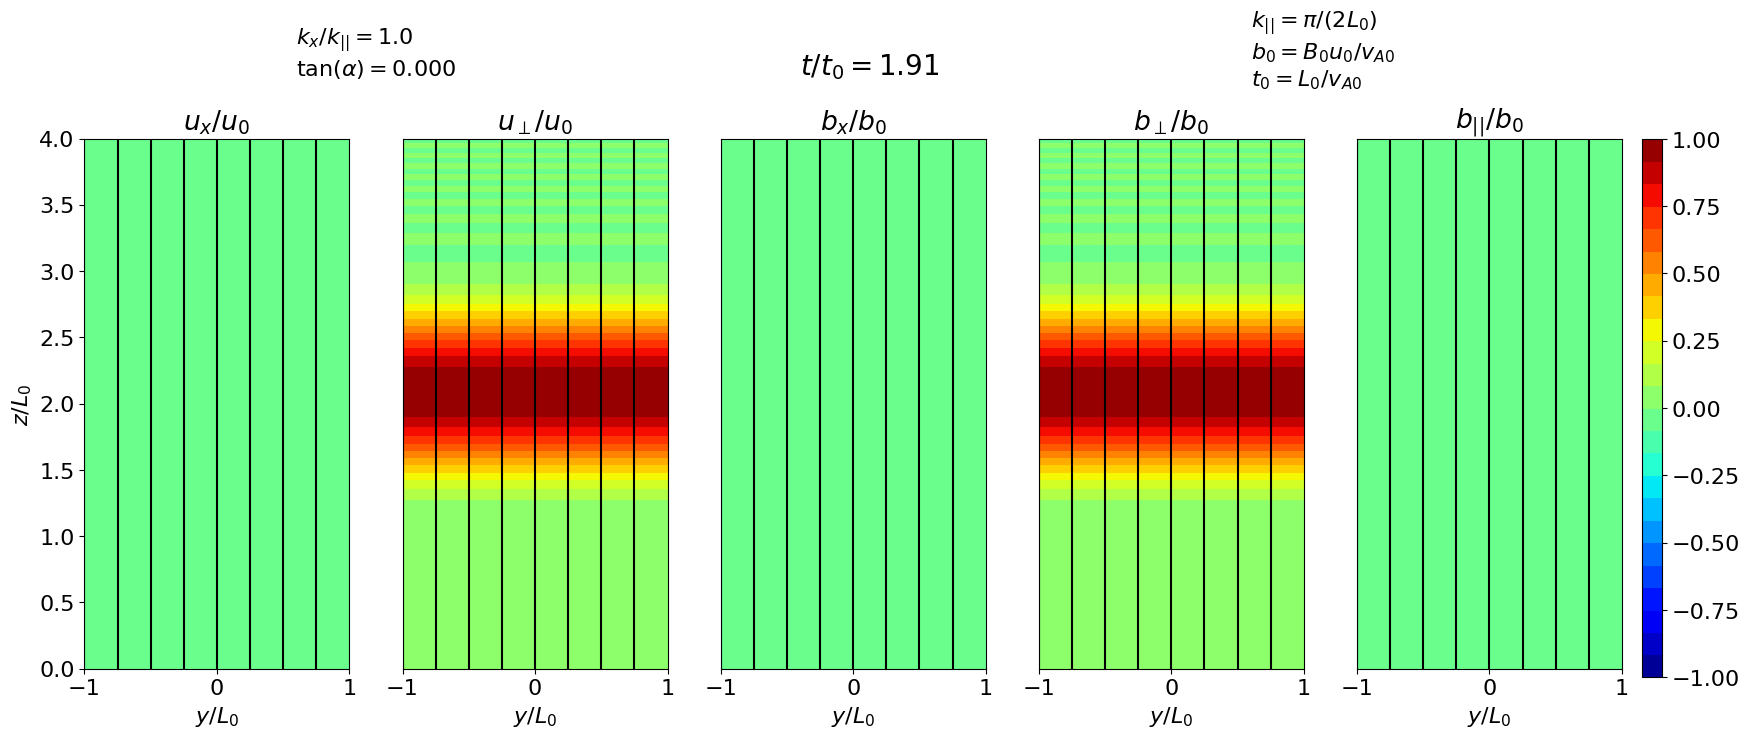 k_x/k_{||} = 1.0
tan(α) = 0.000
t/t_0 = 1.91
k_{||} = π/(2L_0)
b_0 = B_0u_0/v_{A0}
t_0 = L_0/v_{A0}
u_x/u_0 u_⊥/u_0 b_x/b_0 b_⊥/b_0 b_{||}/b_0
4.0
3.5
3.0
2.5
2.0
1.5
1.0
0.5
0.0
z/L_0
−1 0 1 −1 0 1 −1 0 1 −1 0 1 −1 0 1
y/L_0 y/L_0 y/L_0 y/L_0 y/L_0
1.00
0.75
0.50
0.25
0.00
−0.25
−0.50
−0.75
−1.00